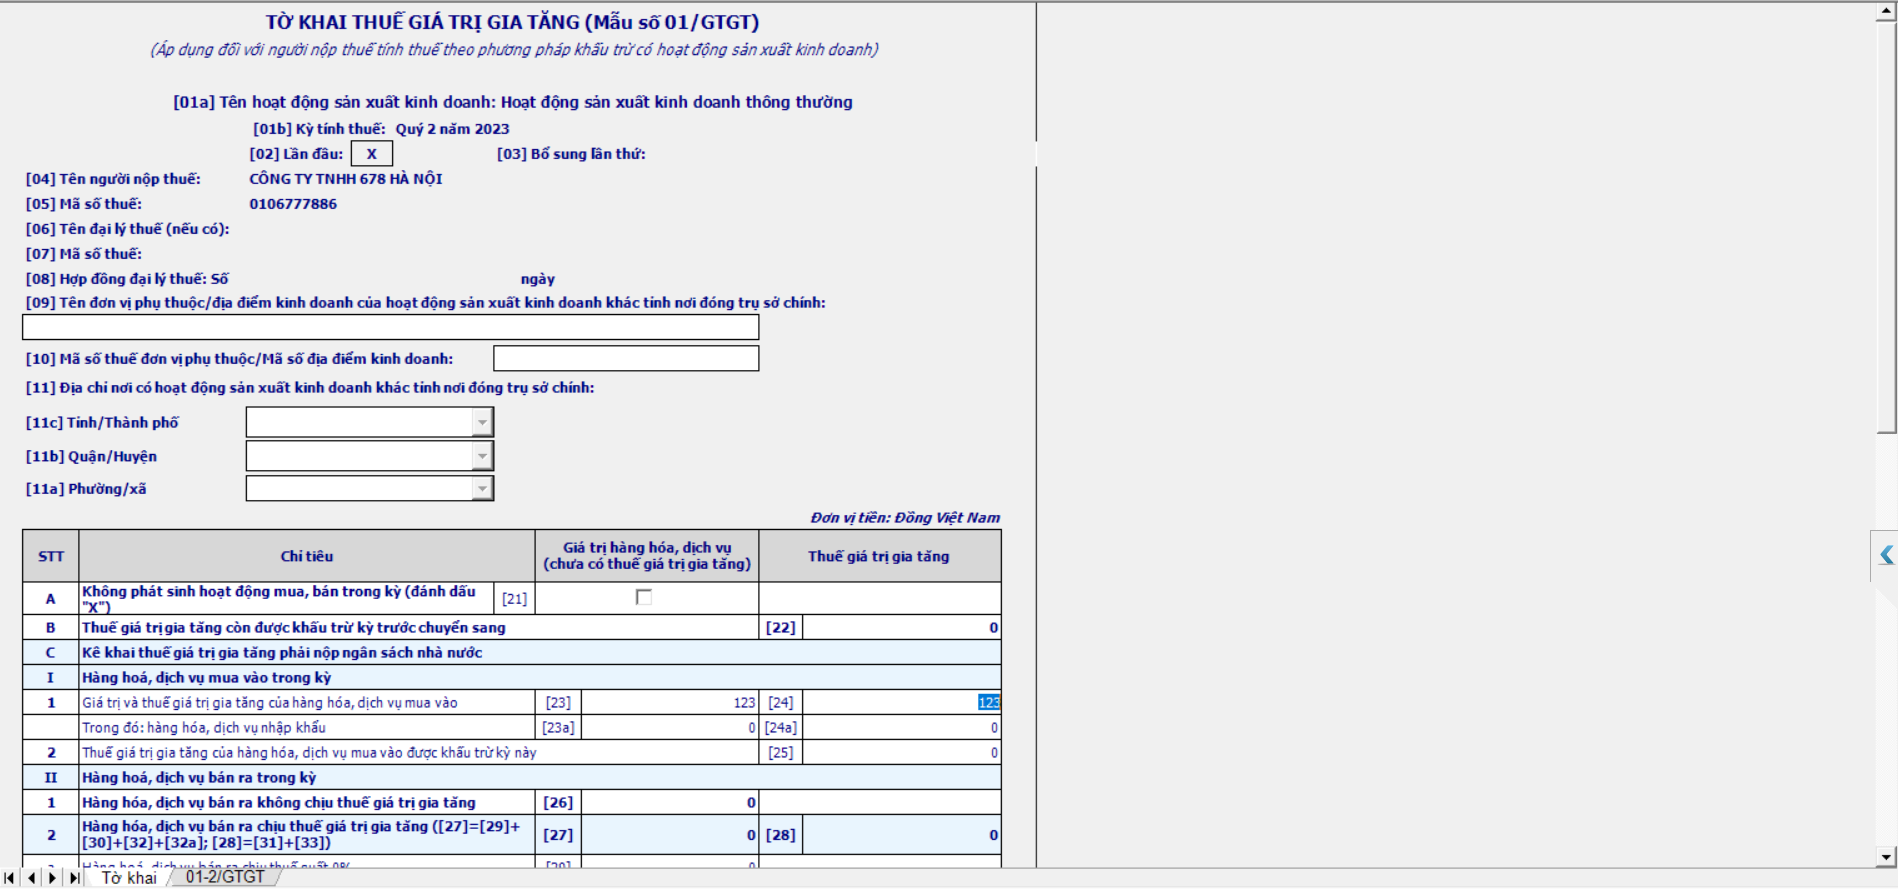 TỜ KHAI THUẾ GIÁ TRỊ GIA TĂNG (Mẫu số 01/GTGT)
(Áp dụng đối với người nộp thuế tính thuế theo phương pháp khấu trừ có hoạt động sản xuất kinh doanh)
[01a] Tên hoạt động sản xuất kinh doanh: Hoạt động sản xuất kinh doanh thông thường
[01b] Kỳ tính thuế: Quý 2 năm 2023
[02] Lần đầu: X [03] Bổ sung lần thứ:
[04] Tên người nộp thuế: CÔNG TY TNHH 678 HÀ NỘI
[05] Mã số thuế: 0106777886
[06] Tên đại lý thuế (nếu có):
[07] Mã số thuế:
[08] Hợp đồng đại lý thuế: Số ngày
[09] Tên đơn vị phụ thuộc/địa điểm kinh doanh của hoạt động sản xuất kinh doanh khác tỉnh nơi đóng trụ sở chính:
[10] Mã số thuế đơn vị phụ thuộc/Mã số địa điểm kinh doanh:
[11] Địa chỉ nơi có hoạt động sản xuất kinh doanh khác tỉnh nơi đóng trụ sở chính:
[11c] Tỉnh/Thành phố
[11b] Quận/Huyện
[11a] Phường/xã
Đơn vị tiền: Đồng Việt Nam
STT Chỉ tiêu Giá trị hàng hóa, dịch vụ (chưa có thuế giá trị gia tăng) Thuế giá trị gia tăng
A Không phát sinh hoạt động mua, bán trong kỳ (đánh dấu "X") [21]
B Thuế giá trị gia tăng còn được khấu trừ kỳ trước chuyển sang [22] 0
C Kê khai thuế giá trị gia tăng phải nộp ngân sách nhà nước
I Hàng hoá, dịch vụ mua vào trong kỳ
1 Giá trị và thuế giá trị gia tăng của hàng hóa, dịch vụ mua vào [23] 123 [24] 123
Trong đó: hàng hóa, dịch vụ nhập khẩu [23a] 0 [24a] 0
2 Thuế giá trị gia tăng của hàng hóa, dịch vụ mua vào được khấu trừ kỳ này [25] 0
II Hàng hoá, dịch vụ bán ra trong kỳ
1 Hàng hóa, dịch vụ bán ra không chịu thuế giá trị gia tăng [26] 0
2 Hàng hóa, dịch vụ bán ra chịu thuế giá trị gia tăng ([27]=[29]+[30]+[32]+[32a]; [28]=[31]+[33]) [27] 0 [28] 0
Hàng hoá, dịch vụ bán ra chịu thuế suất 0% [29] 0
Tờ khai 01-2/GTGT